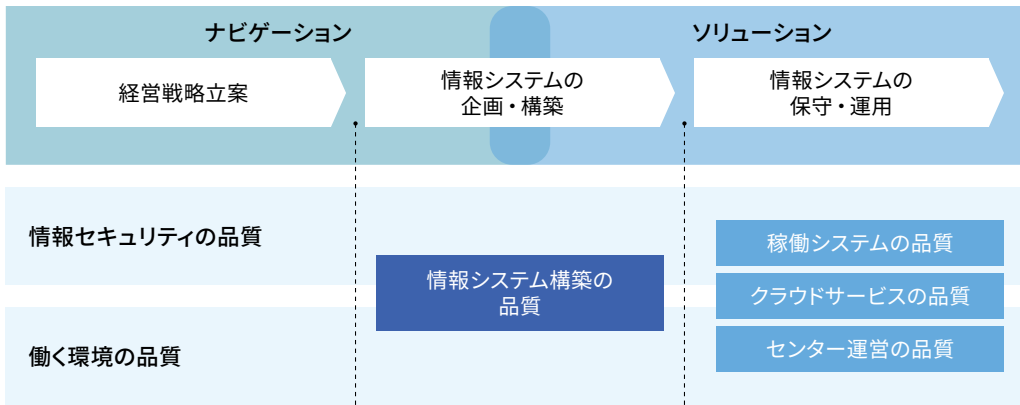 ナビゲーション
ソリューション
経営戦略立案
情報システムの
企画・構築
情報システムの
保守・運用
情報セキュリティの品質
働く環境の品質
情報システム構築の
品質
稼働システムの品質
クラウドサービスの品質
センター運営の品質